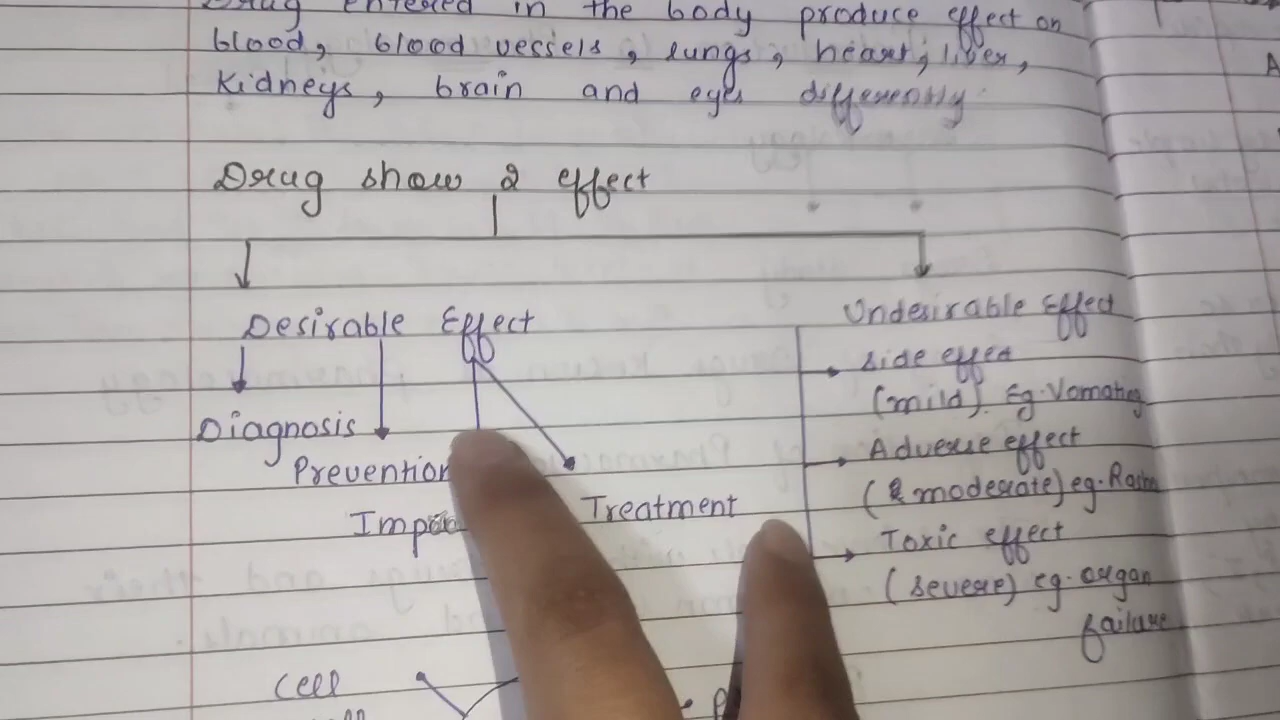 Drug entered in the body produce effect on
blood, blood vessels, lungs, heart, liver,
Kidneys, brain and eyes differently
Drug show 2 effect
Desirable Effect
Undesirable Effect
Diagnosis
Prevention
Treatment
side effect
(mild). Eg. Vomating
Adverse effect
(moderate) eg. Rashes
Toxic effect
(severe) eg. organ
failure
Cell